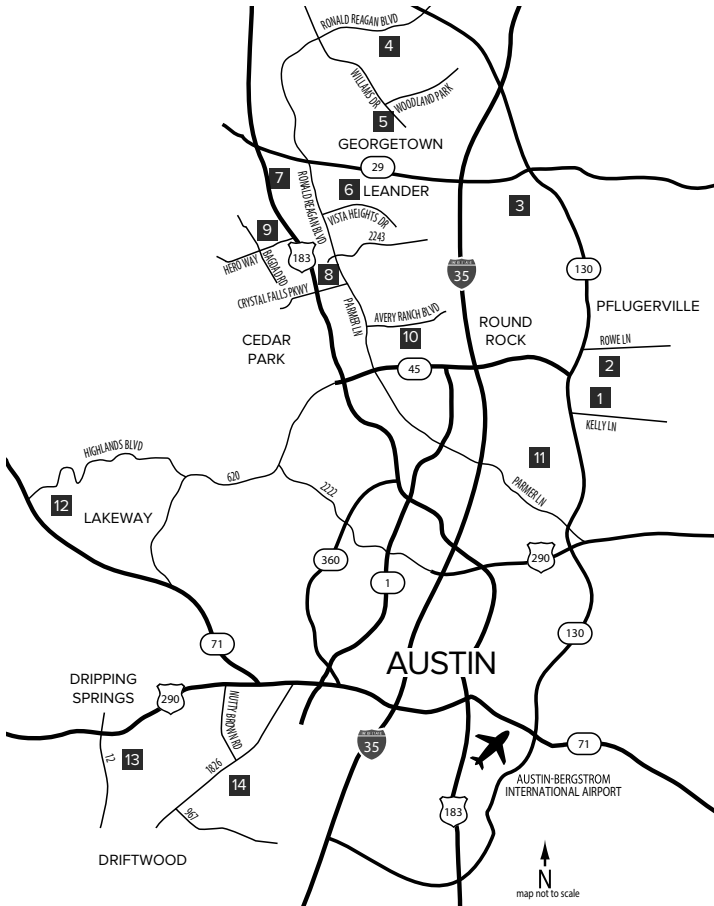 RONALD REAGAN BLVD
4
WILLIAMS DR
WOODLAND PARK
5
GEORGETOWN
29
7
6
LEANDER
RONALD REAGAN BLVD
3
VISTA HEIGHTS DR
9
2243
HERO WAY
BAGDAD RD
183
8
35
130
CRYSTAL FALLS PKWY
PARMER LN
AVERY RANCH BLVD
PFLUGERVILLE
CEDAR
PARK
10
ROUND
ROCK
ROWE LN
2
45
1
KELLY LN
HIGHLANDS BLVD
620
11
2222
PARMER LN
12
LAKEWAY
360
290
1
71
130
AUSTIN
DRIPPING
SPRINGS
290
NUTTY BROWN RD
35
71
12
13
1826
14
AUSTIN-BERGSTROM
INTERNATIONAL AIRPORT
967
183
DRIFTWOOD
N
map not to scale